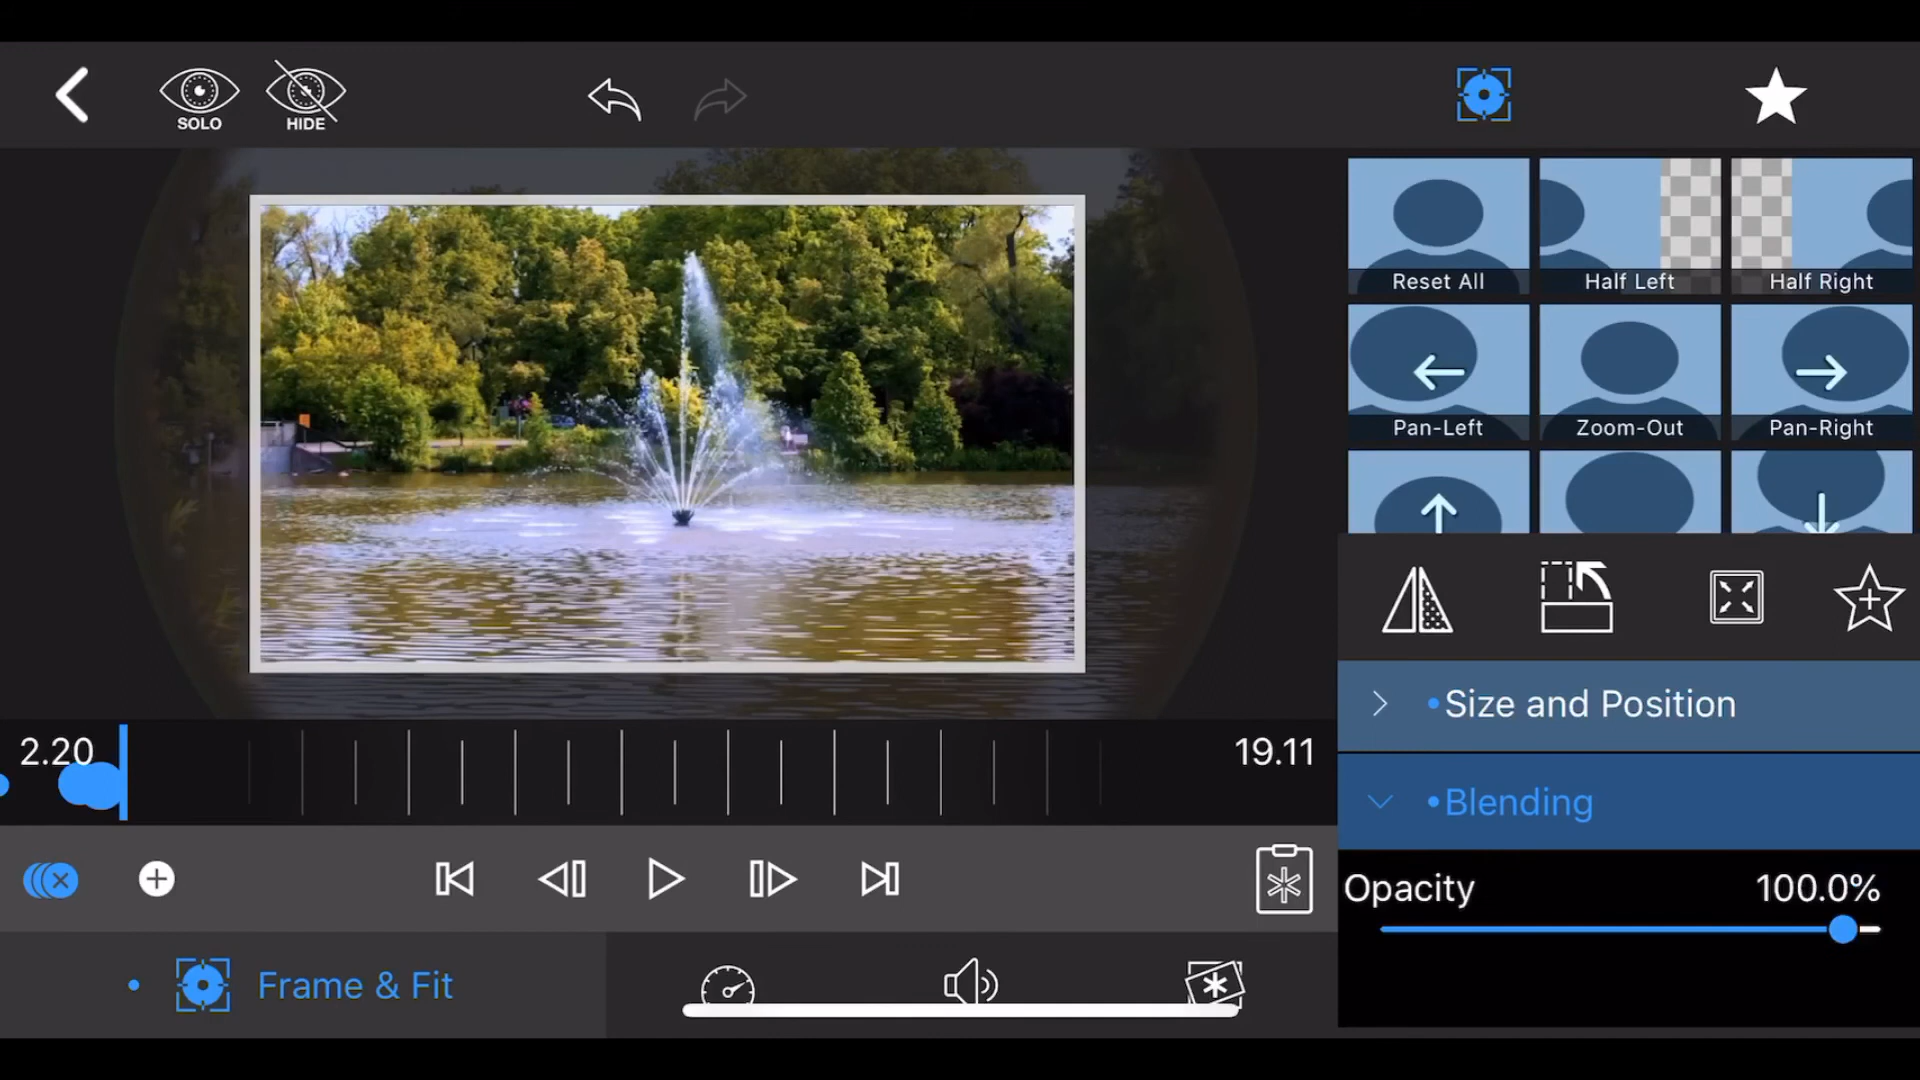 SOLO
HIDE
Reset All
Half Left
Half Right
Pan-Left
Zoom-Out
Pan-Right
Size and Position
2.20
19.11
Blending
Opacity
100.0%
Frame & Fit